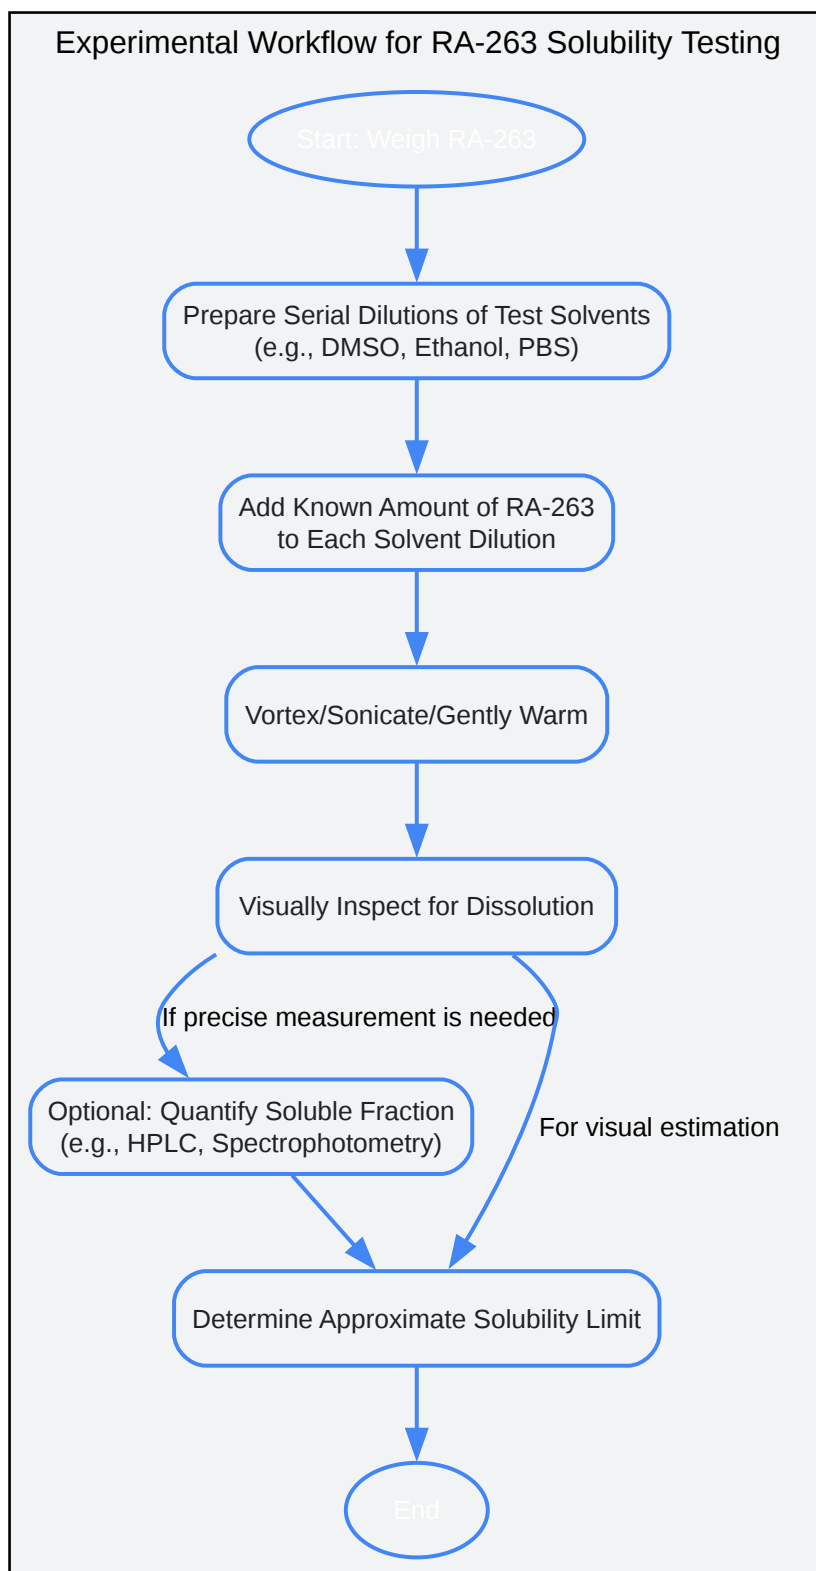 Experimental Workflow for RA-263 Solubility Testing
Start: Weigh RA-263
Prepare Serial Dilutions of Test Solvents
(e.g., DMSO, Ethanol, PBS)
Add Known Amount of RA-263
to Each Solvent Dilution
Vortex/Sonicate/Gently Warm
Visually Inspect for Dissolution
If precise measurement is needed
Optional: Quantify Soluble Fraction
(e.g., HPLC, Spectrophotometry)
For visual estimation
Determine Approximate Solubility Limit
End